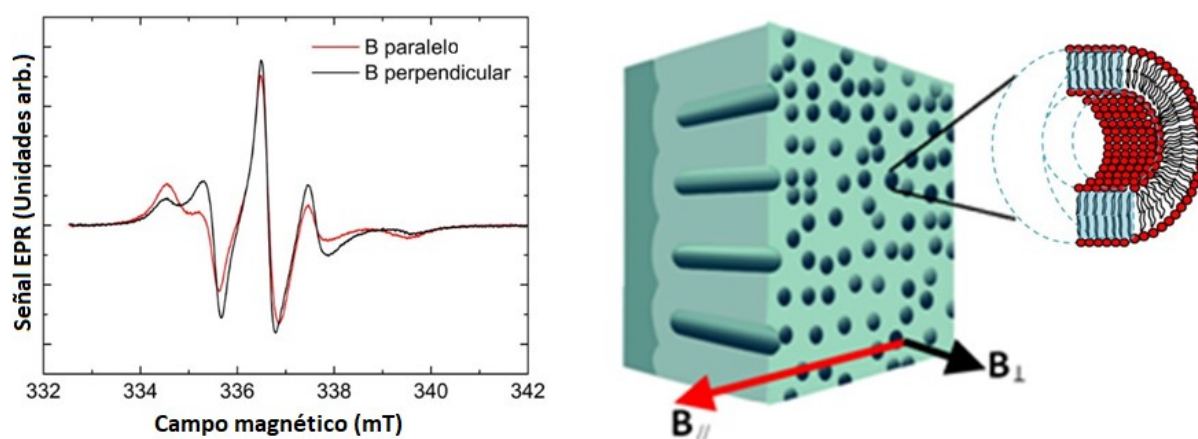 B paralelo
B perpendicular
Señal EPR (Unidades arb.)
332 334 336 338 340 342
Campo magnético (mT)
B⊥
B//